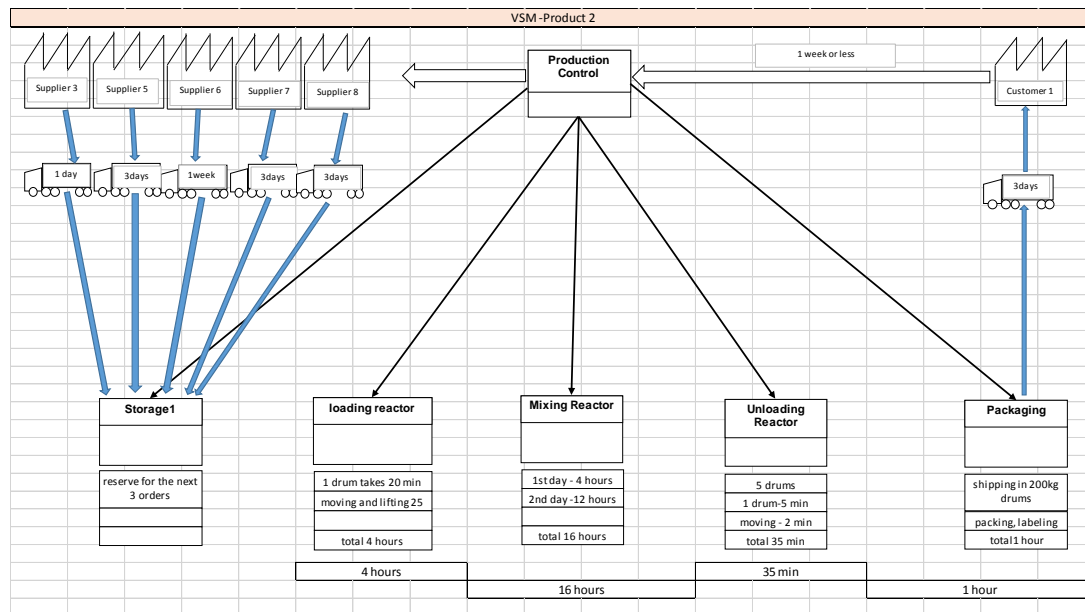 VSM -Product 2
Supplier 3
Supplier 5
Supplier 6
Supplier 7
Supplier 8
Production
Control
1 week or less
Customer 1
1 day
3days
1week
3days
3days
3days
Storage1
reserve for the next
3 orders
loading reactor
1 drum takes 20 min
moving and lifting 25
total 4 hours
Mixing Reactor
1st day - 4 hours
2nd day -12 hours
total 16 hours
Unloading
Reactor
5 drums
1 drum-5 min
moving - 2 min
total 35 min
Packaging
shipping in 200kg
drums
packing, labeling
total1 hour
4 hours
16 hours
35 min
1 hour